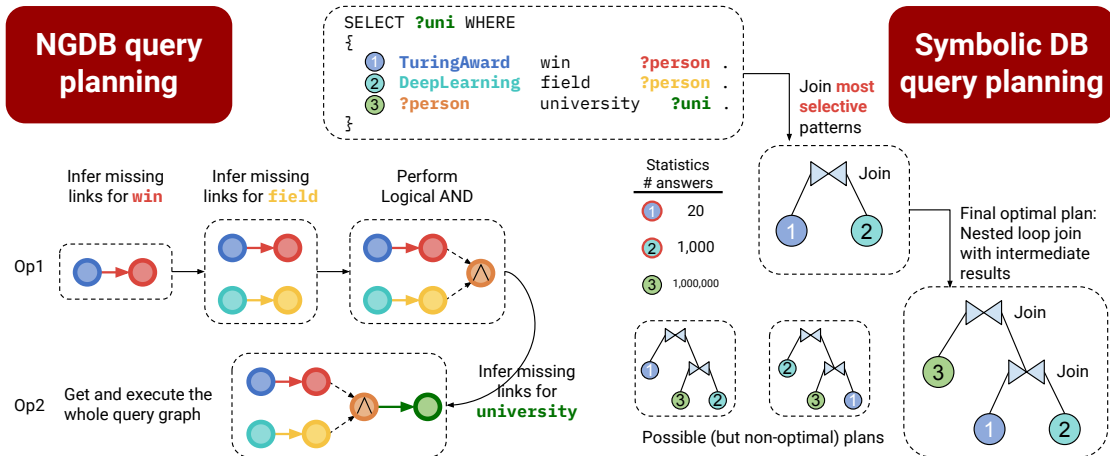 NGDB query
planning
SELECT ?uni WHERE
{
1 TuringAward win ?person .
2 DeepLearning field ?person .
3 ?person university ?uni .
}
Symbolic DB
query planning
Join most
selective
patterns
Infer missing
links for win
Infer missing
links for field
Perform
Logical AND
Statistics
# answers
1 20
2 1,000
3 1,000,000
Join
1 2
Op1
∧
Final optimal plan:
Nested loop join
with intermediate
results
Join
3
Join
1 2
1
3 2
2
3 1
Possible (but non-optimal) plans
Op2
Get and execute the
whole query graph
∧
Infer missing
links for
university